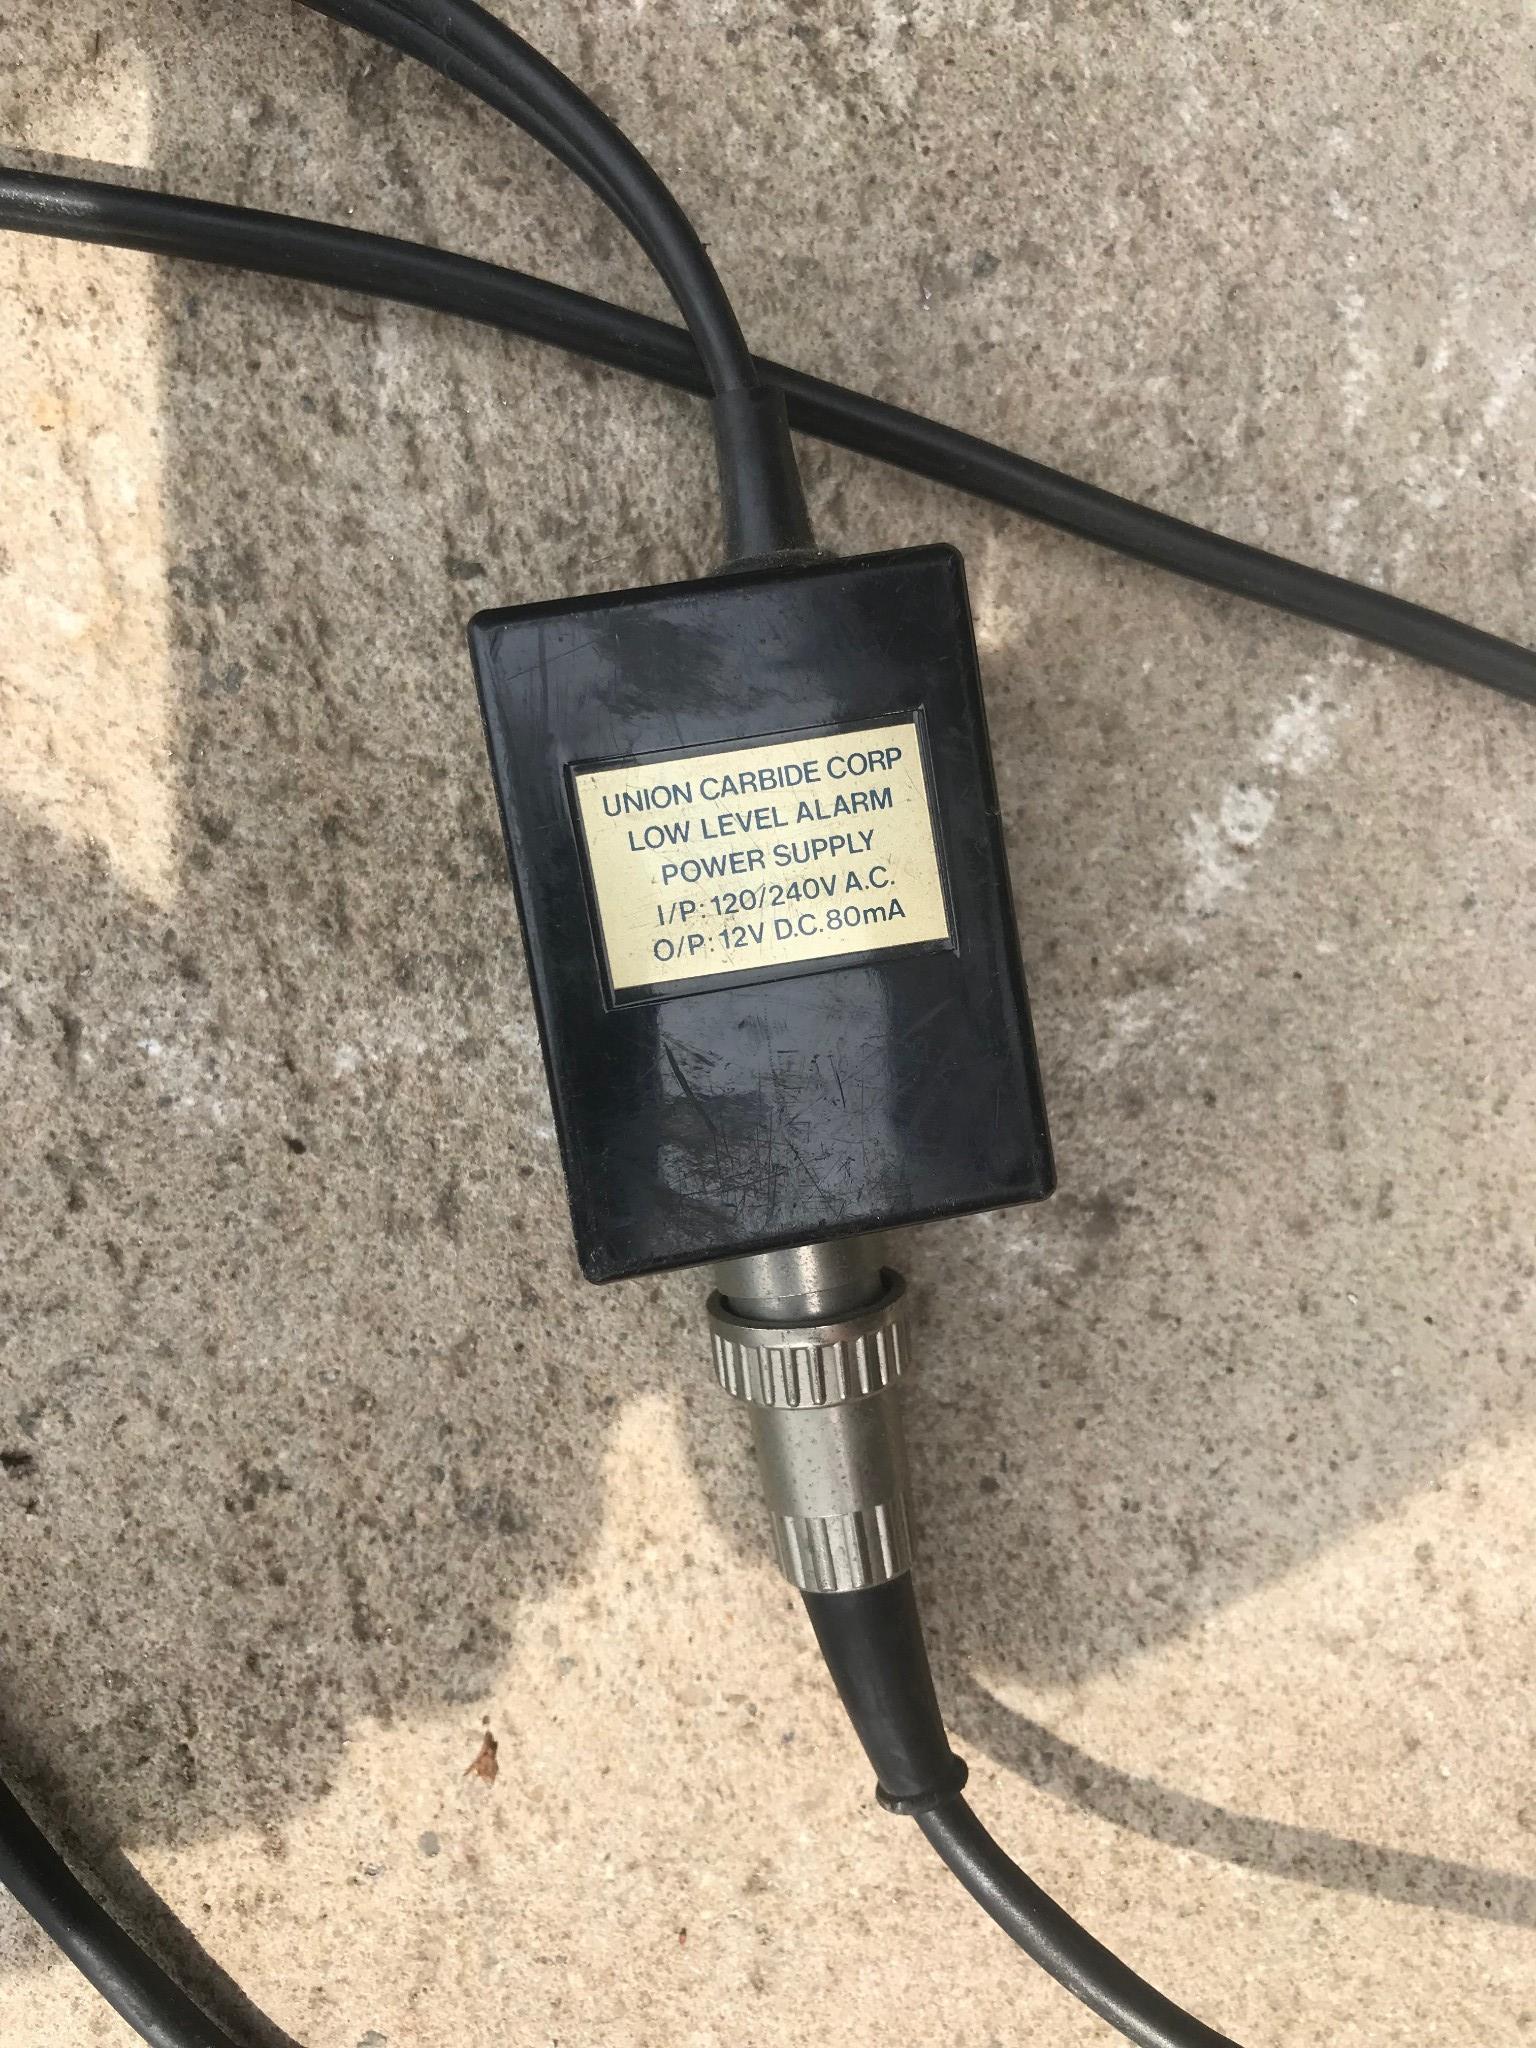 UNION CARBIDE CORP
LOW LEVEL ALARM
POWER SUPPLY
I/P: 120/240V A.C.
O/P: 12V D.C. 80mA